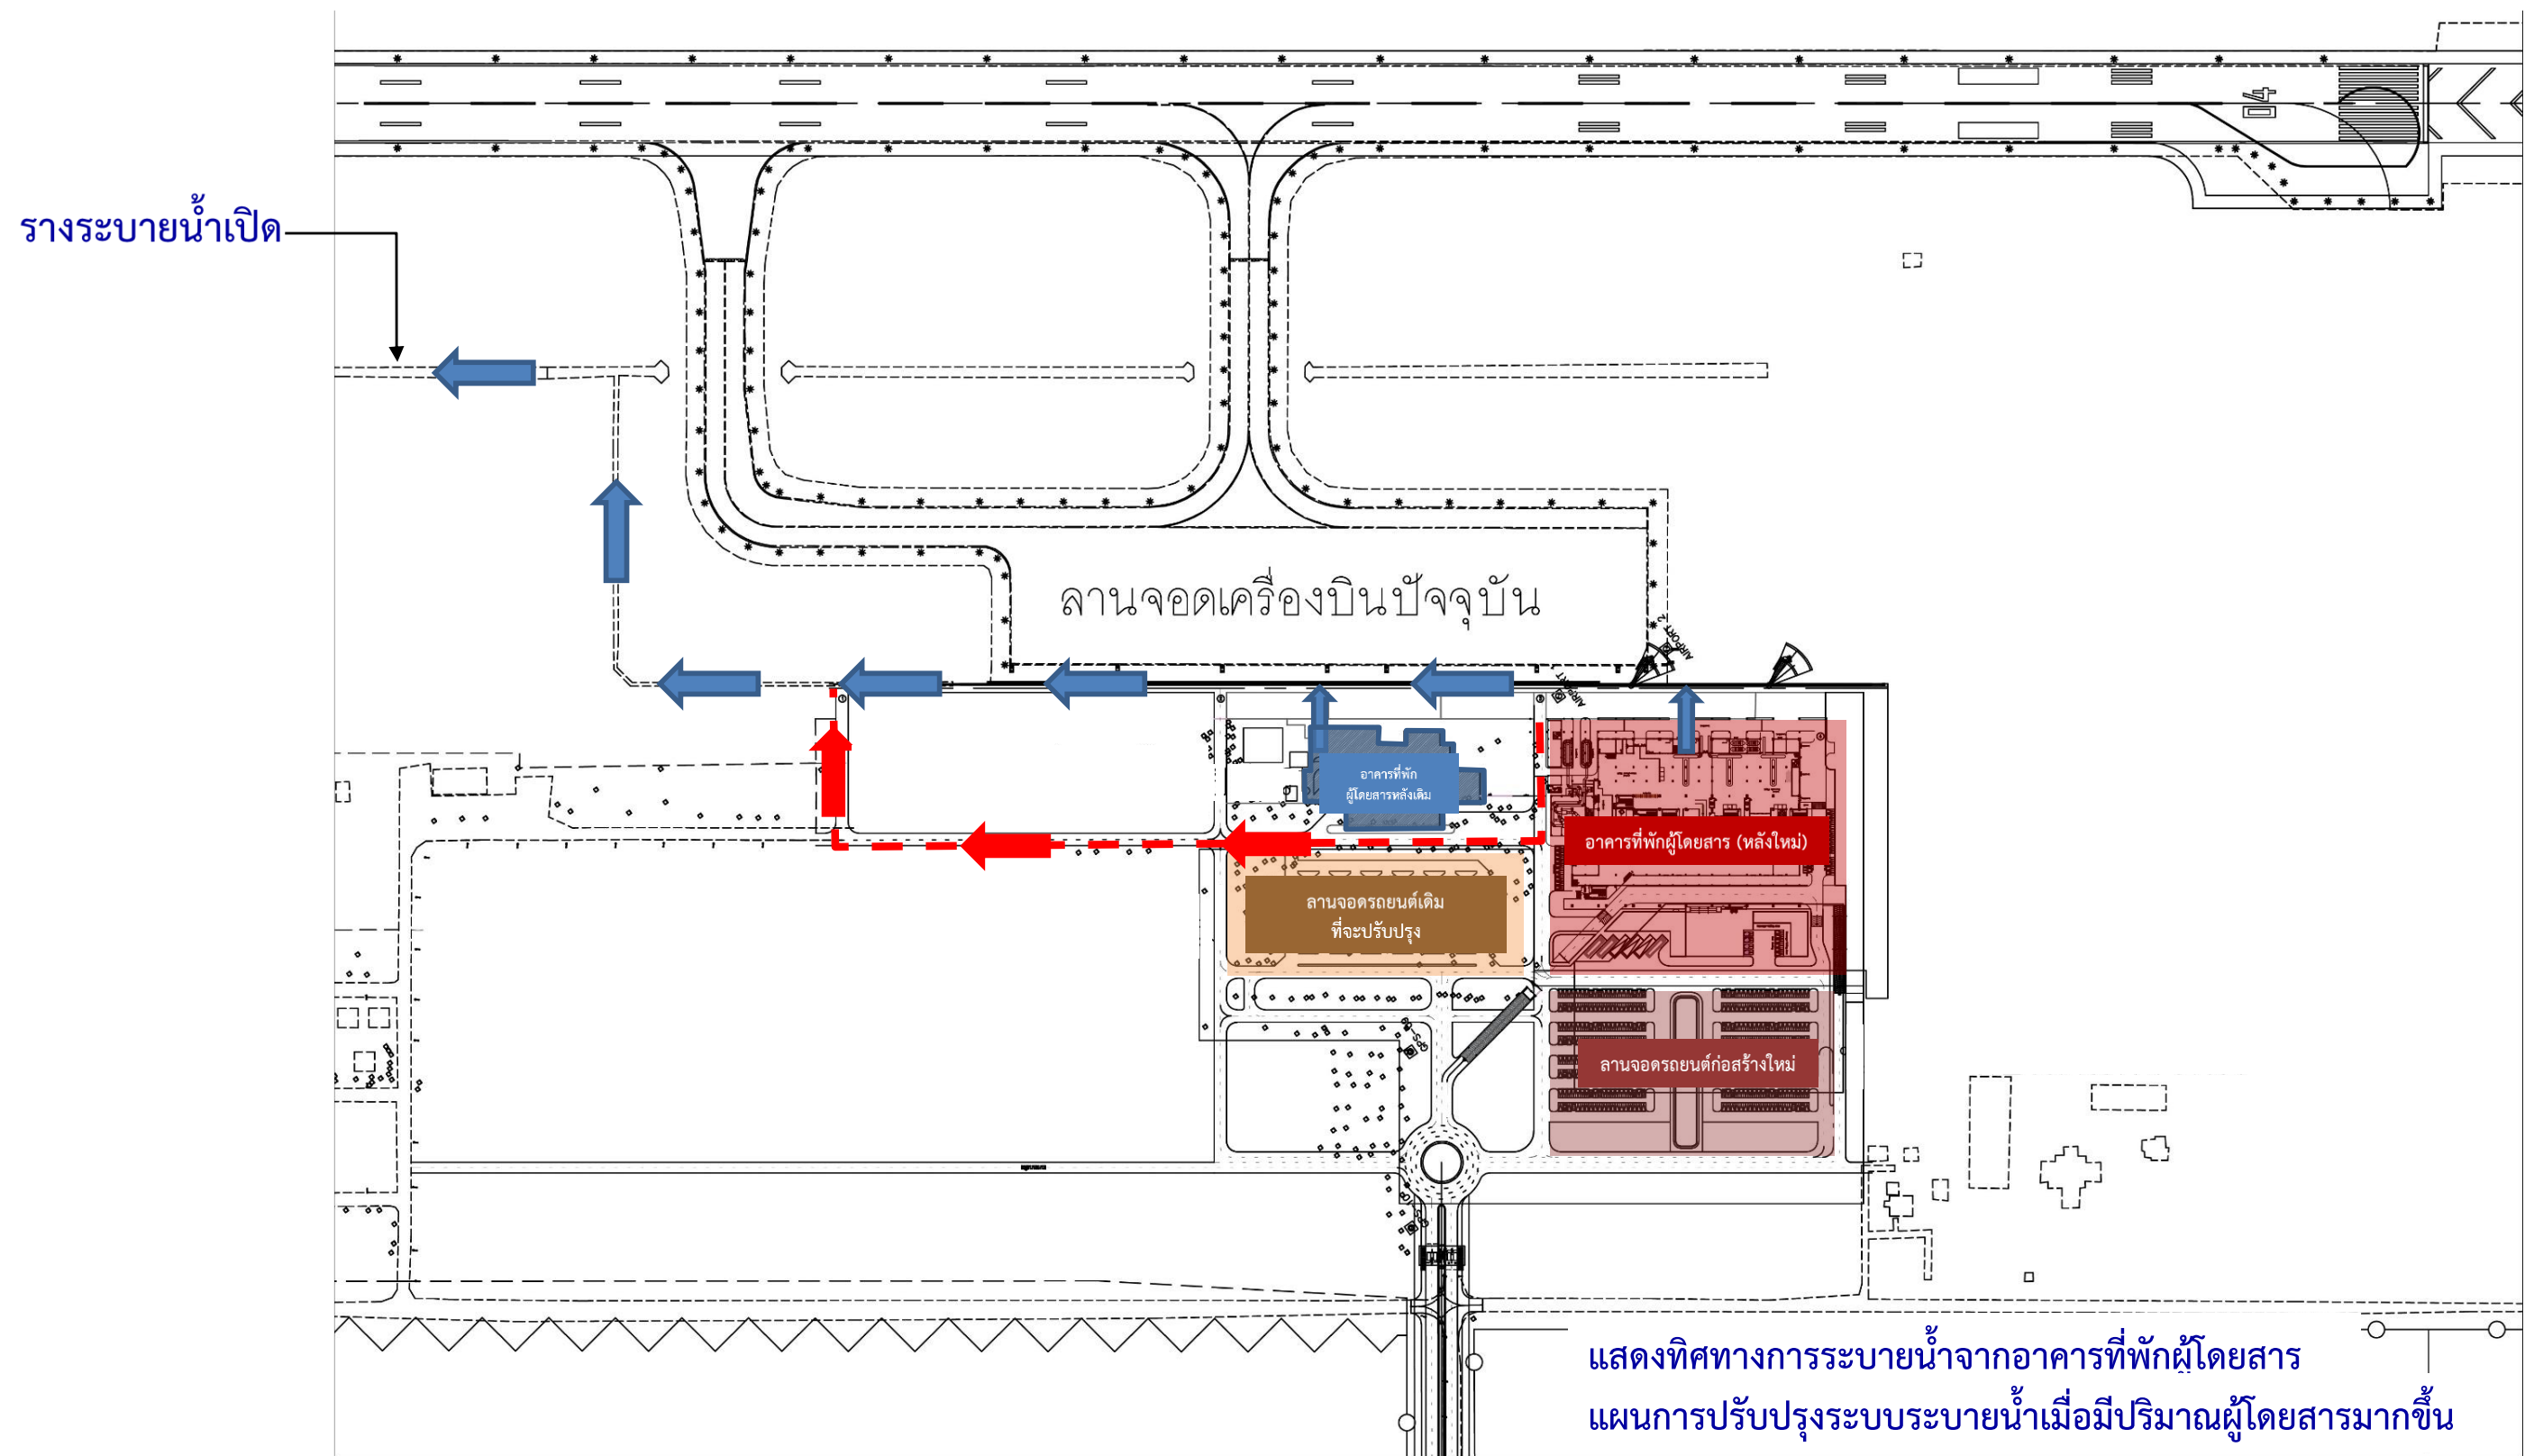 04
รางระบายน้ำเปิด
ลานจอดเครื่องบินปัจจุบัน
AIRPORT 2
AIRPORT
อาคารที่พัก
ผู้โดยสารหลังเดิม
อาคารที่พักผู้โดยสาร (หลังใหม่)
ลานจอดรถยนต์เดิม
ที่จะปรับปรุง
GPS-09
ลานจอดรถยนต์ก่อสร้างใหม่
แสดงทิศทางการระบายน้ำจากอาคารที่พักผู้โดยสาร
แผนการปรับปรุงระบบระบายน้ำเมื่อมีปริมาณผู้โดยสารมากขึ้น